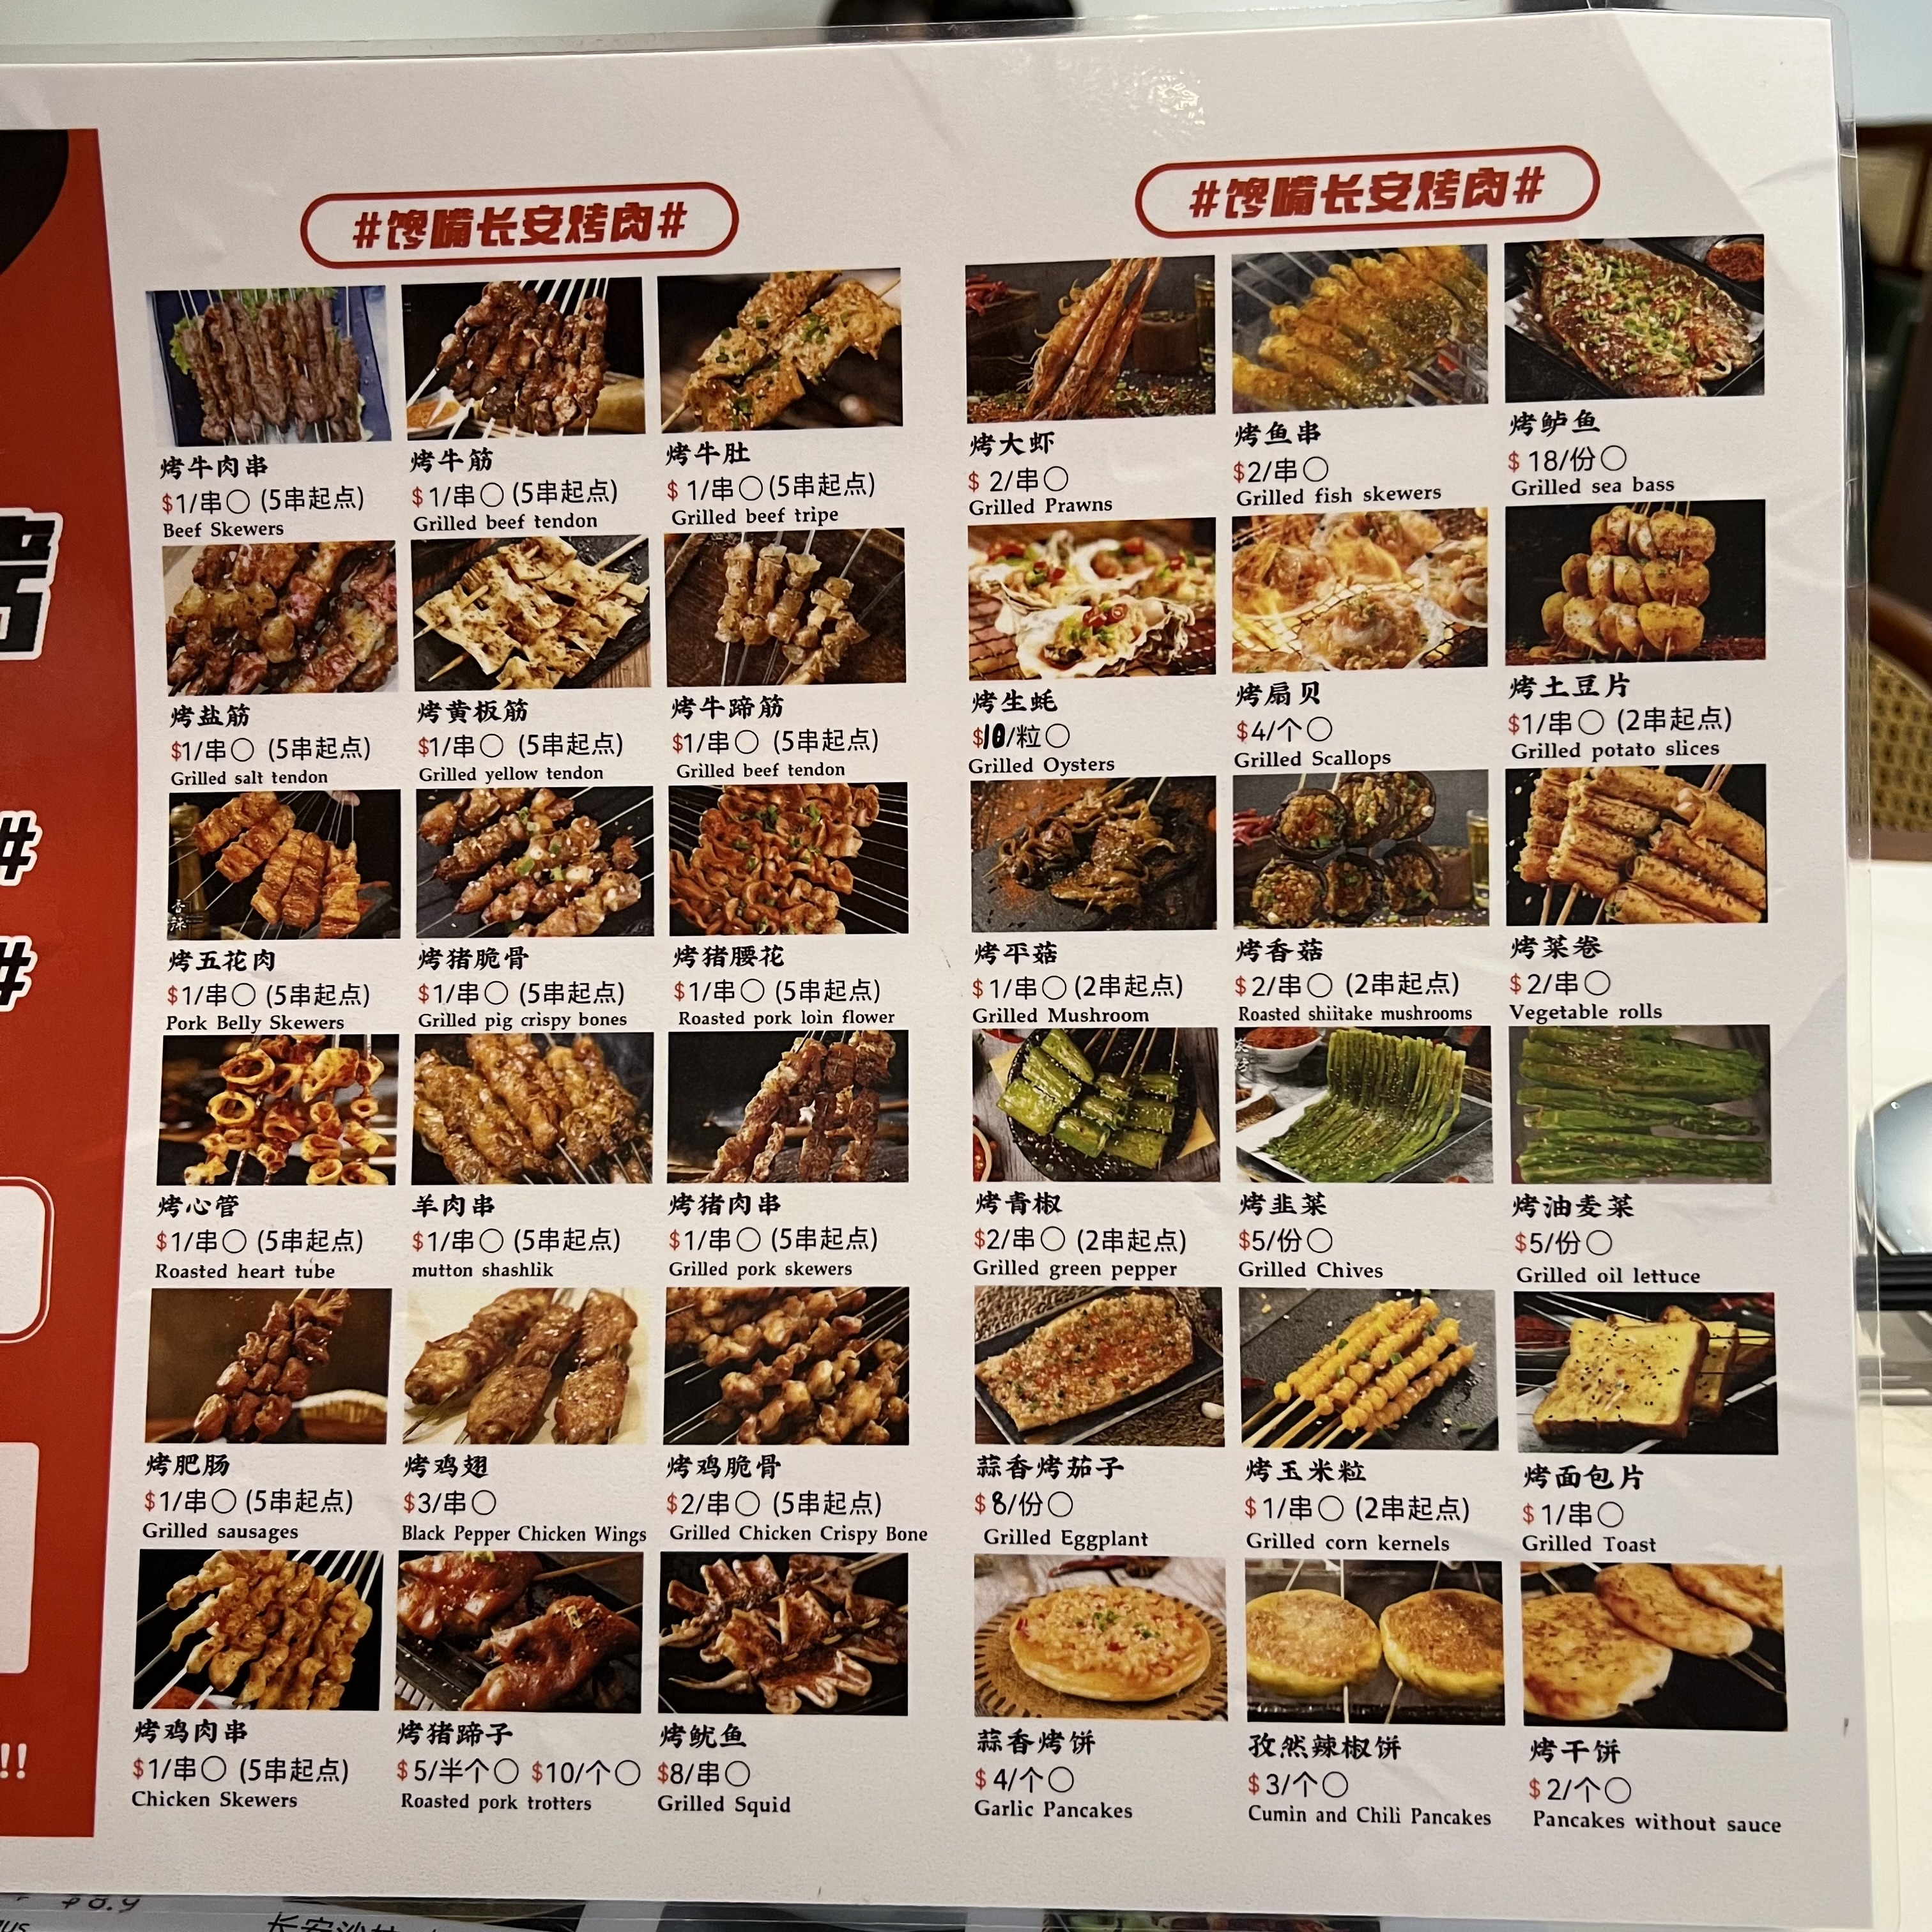 #馋嘴长安烤肉#
烤牛肉串
$1/串○ (5串起点)
Beef Skewers
烤牛筋
$1/串○ (5串起点)
Grilled beef tendon
烤牛肚
$1/串○ (5串起点)
Grilled beef tripe
烤盐筋
$1/串○ (5串起点)
Grilled salt tendon
烤黄板筋
$1/串○ (5串起点)
Grilled yellow tendon
烤牛蹄筋
$1/串○ (5串起点)
Grilled beef tendon
香辣
烤五花肉
$1/串○ (5串起点)
Pork Belly Skewers
烤猪脆骨
$1/串○ (5串起点)
Grilled pig crispy bones
烤猪腰花
$1/串○ (5串起点)
Roasted pork loin flower
烤心管
$1/串○ (5串起点)
Roasted heart tube
羊肉串
$1/串○ (5串起点)
mutton shashlik
烤猪肉串
$1/串○ (5串起点)
Grilled pork skewers
烤肥肠
$1/串○ (5串起点)
Grilled sausages
烤鸡翅
$3/串○
Black Pepper Chicken Wings
烤鸡脆骨
$2/串○ (5串起点)
Grilled Chicken Crispy Bone
烤鸡肉串
$1/串○ (5串起点)
Chicken Skewers
烤猪蹄子
$5/半个○ $10/个○
Roasted pork trotters
烤鱿鱼
$8/串○
Grilled Squid
#馋嘴长安烤肉#
烤大虾
$2/串○
Grilled Prawns
烤鱼串
$2/串○
Grilled fish skewers
烤鲈鱼
$18/份○
Grilled sea bass
烤生蚝
$10/粒○
Grilled Oysters
烤扇贝
$4/个○
Grilled Scallops
烤土豆片
$1/串○ (2串起点)
Grilled potato slices
烤平菇
$1/串○ (2串起点)
Grilled Mushroom
烤香菇
$2/串○ (2串起点)
Roasted shiitake mushrooms
烤菜卷
$2/串○
Vegetable rolls
烤青椒
$2/串○ (2串起点)
Grilled green pepper
烤韭菜
$5/份○
Grilled Chives
烤油麦菜
$5/份○
Grilled oil lettuce
蒜香烤茄子
$8/份○
Grilled Eggplant
烤玉米粒
$1/串○ (2串起点)
Grilled corn kernels
烤面包片
$1/串○
Grilled Toast
蒜香烤饼
$4/个○
Garlic Pancakes
孜然辣椒饼
$3/个○
Cumin and Chili Pancakes
烤干饼
$2/个○
Pancakes without sauce
#
#
!!